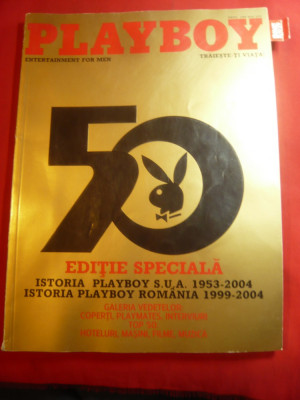 PLAYBOY
ENTERTAINMENT FOR MEN
TRĂIEȘTE-ȚI VIAȚA
50
EDIȚIE SPECIALĂ
ISTORIA PLAYBOY S.U.A. 1953-2004
ISTORIA PLAYBOY ROMÂNIA 1999-2004
GALERIA VEDETELOR:
COPERȚI, PLAYMATES, INTERVIURI
TOP 50:
HOTELURI, MAȘINI, FILME, MUZICĂ